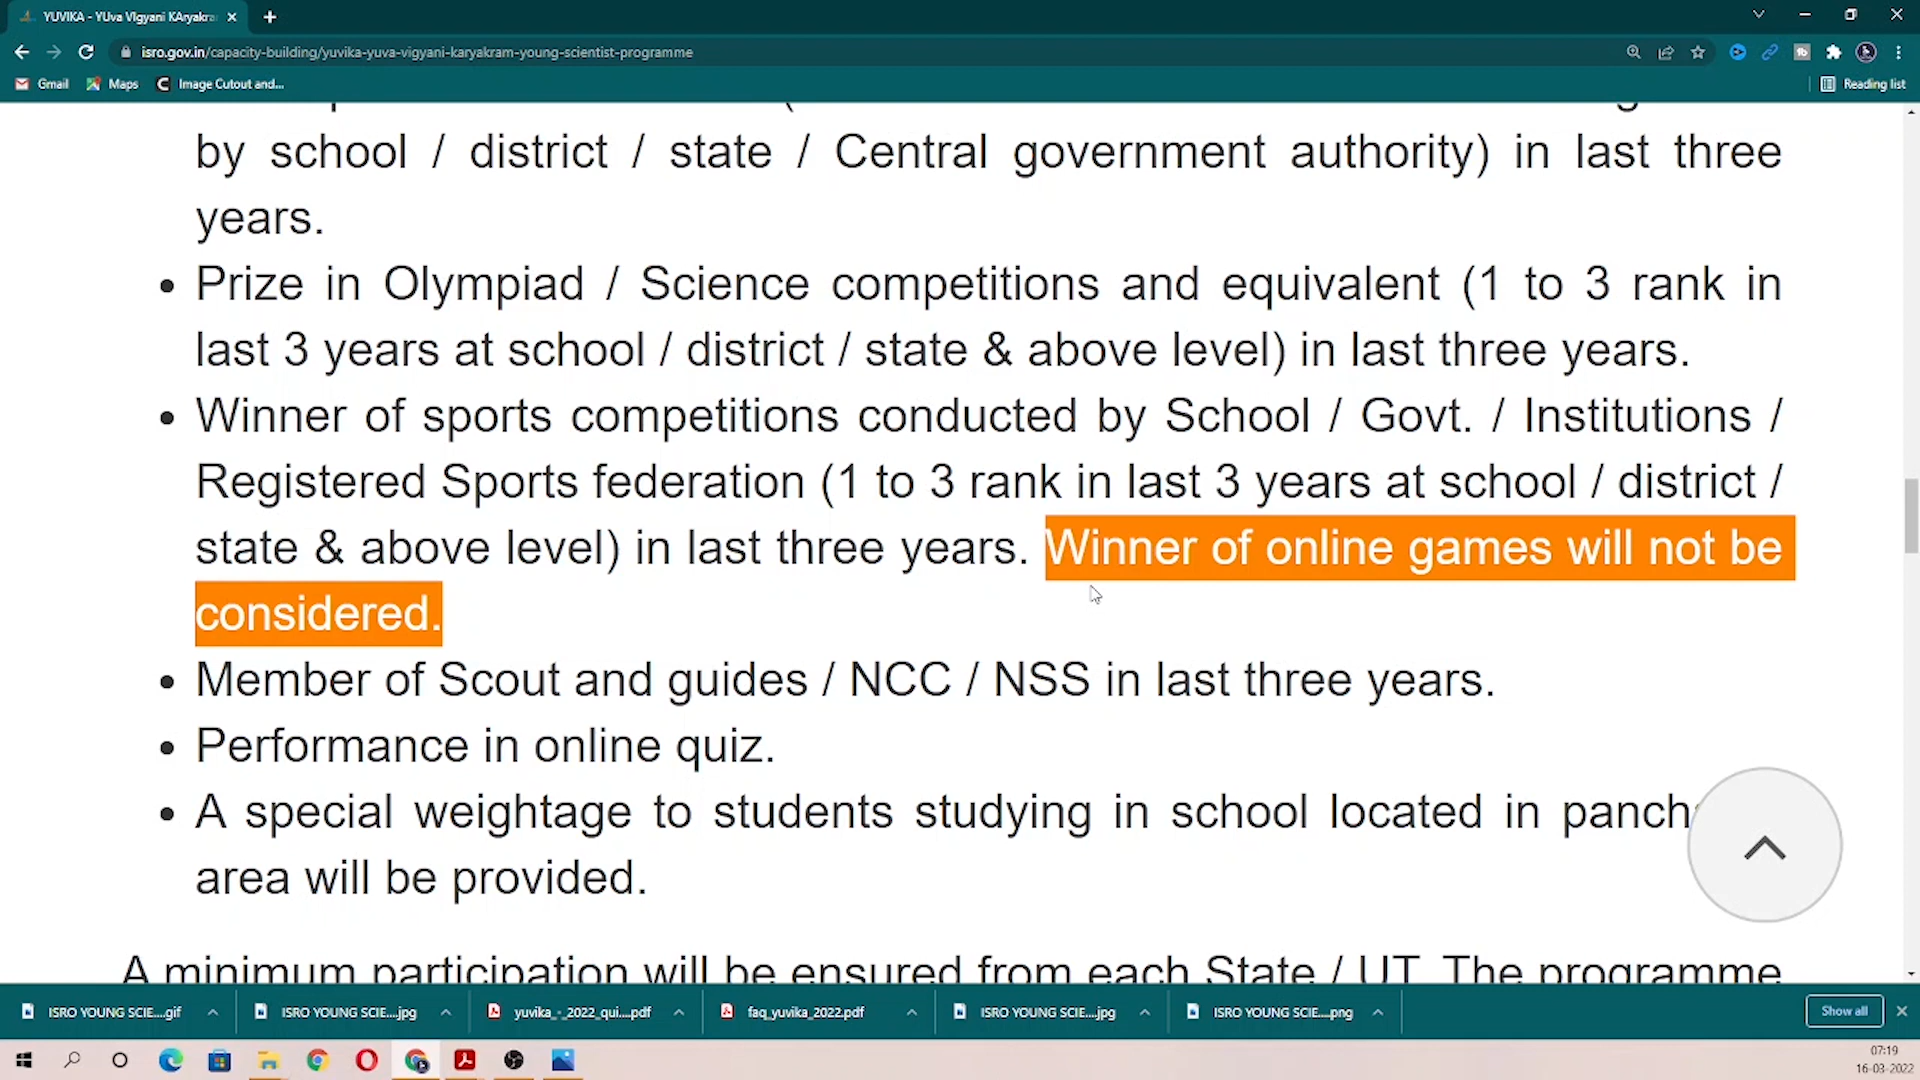 YUVIKA - YUva VIgyani KAryakra
isro.gov.in/capacity-building/yuvika-yuva-vigyani-karyakram-young-scientist-programme
Gmail Maps Image Cutout and... Reading list
by school / district / state / Central government authority) in last three
years.
• Prize in Olympiad / Science competitions and equivalent (1 to 3 rank in
last 3 years at school / district / state & above level) in last three years.
• Winner of sports competitions conducted by School / Govt. / Institutions /
Registered Sports federation (1 to 3 rank in last 3 years at school / district /
state & above level) in last three years. Winner of online games will not be
considered.
• Member of Scout and guides / NCC / NSS in last three years.
• Performance in online quiz.
• A special weightage to students studying in school located in panch
area will be provided.
A minimum participation will be ensured from each State / UT. The programme
ISRO YOUNG SCIE....gif ISRO YOUNG SCIE....jpg yuvika_-_2022_qui....pdf faq_yuvika_2022.pdf ISRO YOUNG SCIE....jpg ISRO YOUNG SCIE....png Show all
07:19
16-03-2022